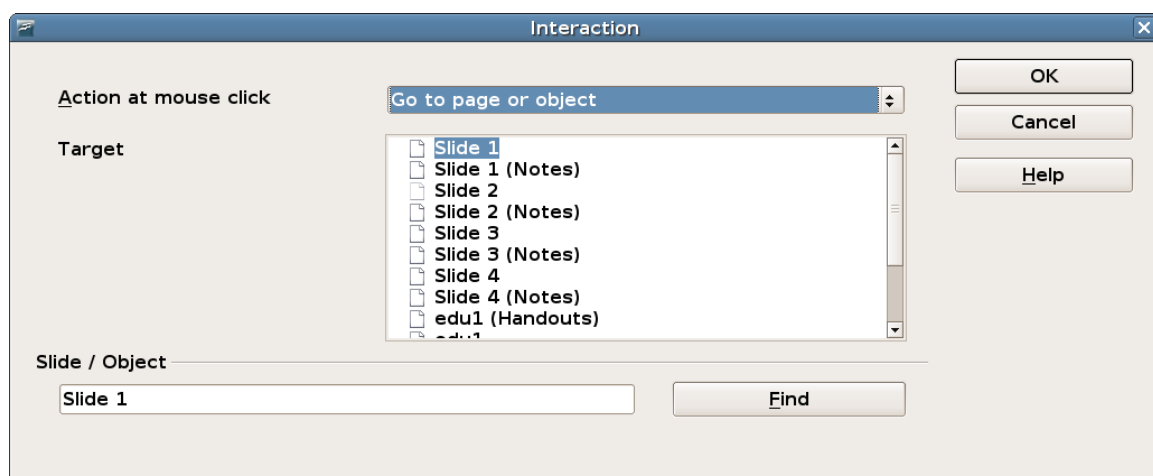 Interaction
Action at mouse click
Go to page or object
OK
Cancel
Help
Target
Slide 1
Slide 1 (Notes)
Slide 2
Slide 2 (Notes)
Slide 3
Slide 3 (Notes)
Slide 4
Slide 4 (Notes)
edu1 (Handouts)
edu1
Slide / Object
Slide 1
Find